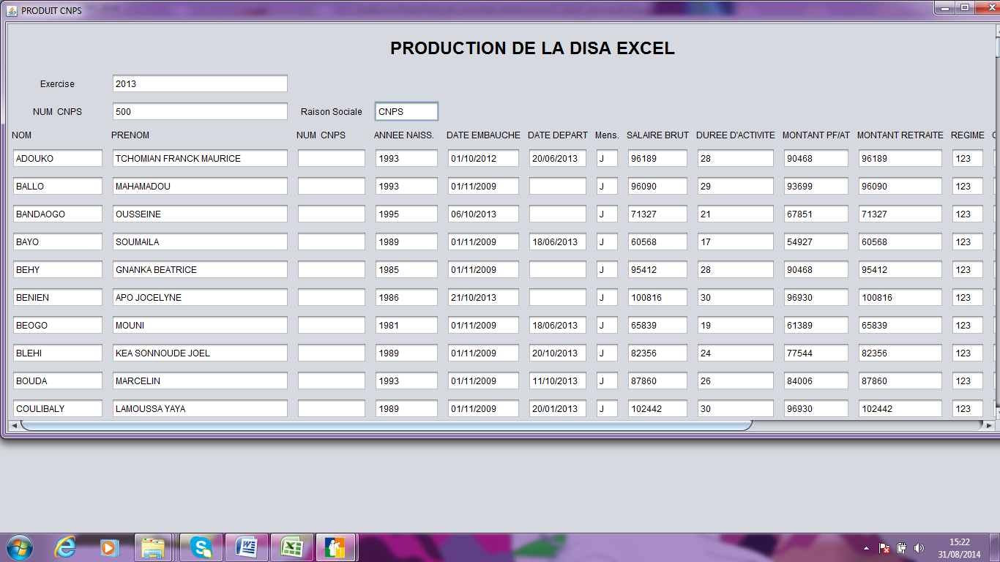 PRODUIT CNPS
PRODUCTION DE LA DISA EXCEL
Exercise 2013
NUM CNPS 500 Raison Sociale CNPS
NOM PRENOM NUM CNPS ANNEE NAISS. DATE EMBAUCHE DATE DEPART Mens. SALAIRE BRUT DUREE D'ACTIVITE MONTANT PF/AT MONTANT RETRAITE REGIME
ADOUKO TCHOMIAN FRANCK MAURICE 1993 01/10/2012 20/06/2013 J 96189 28 90468 96189 123
BALLO MAHAMADOU 1993 01/11/2009 J 96090 29 93699 96090 123
BANDAOGO OUSSEINE 1995 06/10/2013 J 71327 21 67851 71327 123
BAYO SOUMAILA 1989 01/11/2009 18/06/2013 J 60568 17 54927 60568 123
BEHY GNANKA BEATRICE 1985 01/11/2009 J 95412 28 90468 95412 123
BENIEN APO JOCELYNE 1986 21/10/2013 J 100816 30 96930 100816 123
BEOGO MOUNI 1981 01/11/2009 18/06/2013 J 65839 19 61389 65839 123
BLEHI KEA SONNOUDE JOEL 1989 01/11/2009 20/10/2013 J 82356 24 77544 82356 123
BOUDA MARCELIN 1993 01/11/2009 11/10/2013 J 87860 26 84006 87860 123
COULIBALY LAMOUSSA YAYA 1989 01/11/2009 20/01/2013 J 102442 30 96930 102442 123
15:22
31/08/2014